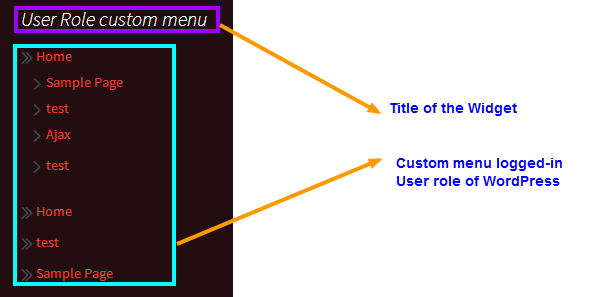 User Role custom menu
Home
Sample Page
test
Ajax
test
Home
test
Sample Page
Title of the Widget
Custom menu logged-in
User role of WordPress